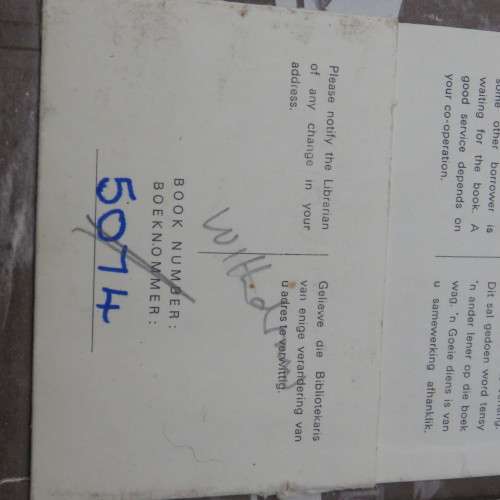 some other borrower is
waiting for the book. A
good service depends on
your co-operation.
Dit sal gedoen word tensy
'n ander lener op die boek
wag. 'n Goeie diens is van
u samewerking afhanklik.
Please notify the Librarian
of any change in your
address.
Geliewe die Bibliotekaris
van enige verandering van
u adres te verwittig.
Withdrawn
BOOK NUMBER:
BOEKNOMMER:
5074